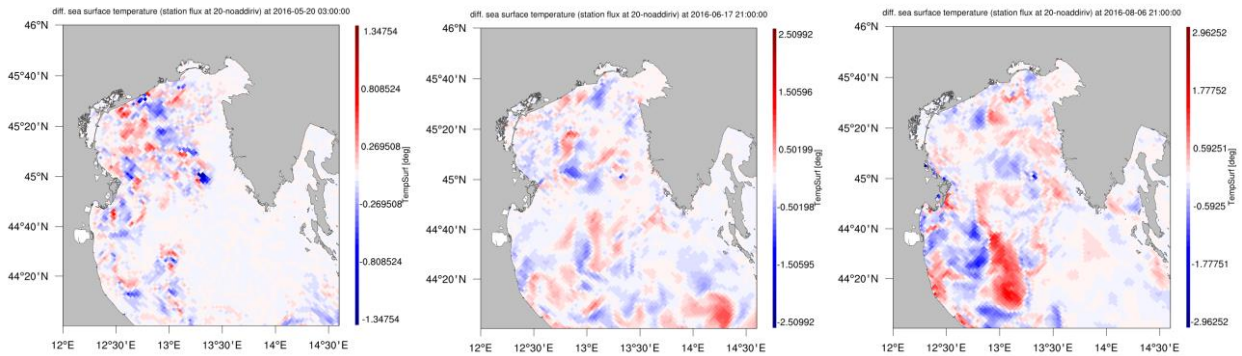 diff. sea surface temperature (station flux at 20-noaddiriv) at 2016-05-20 03:00:00
46°N
45°40'N
45°20'N
45°N
44°40'N
44°20'N
12°E
12°30'E
13°E
13°30'E
14°E
14°30'E
1.34754
0.808524
0.269508
-0.269508
-0.808524
-1.34754
TempSurf [deg]
diff. sea surface temperature (station flux at 20-noaddiriv) at 2016-06-17 21:00:00
46°N
45°40'N
45°20'N
45°N
44°40'N
44°20'N
12°E
12°30'E
13°E
13°30'E
14°E
14°30'E
2.50992
1.50596
0.50199
-0.50198
-1.50595
-2.50992
TempSurf [deg]
diff. sea surface temperature (station flux at 20-noaddiriv) at 2016-08-06 21:00:00
46°N
45°40'N
45°20'N
45°N
44°40'N
44°20'N
12°E
12°30'E
13°E
13°30'E
14°E
14°30'E
2.96252
1.77752
0.59251
-0.5925
-1.77751
-2.96252
TempSurf [deg]